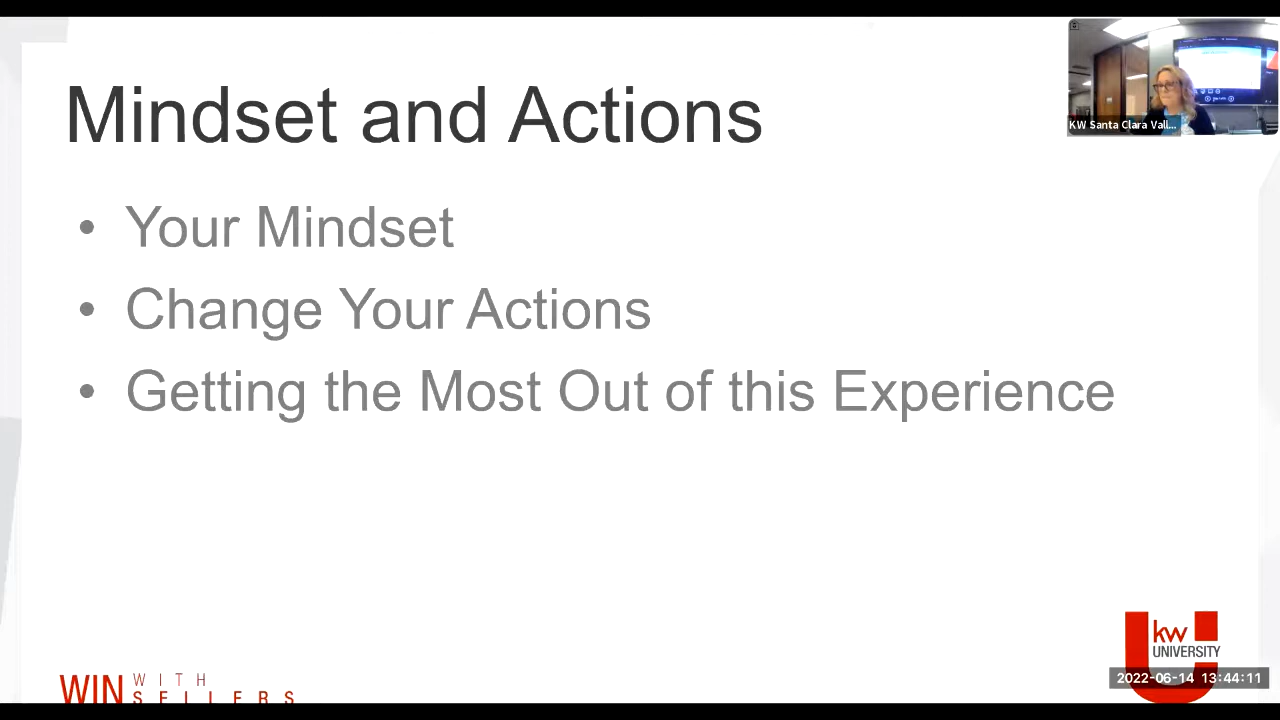 Mindset and Actions
KW Santa Clara Vall...
• Your Mindset
• Change Your Actions
• Getting the Most Out of this Experience
WIN WITH
SELLERS
kw
UNIVERSITY
2022-06-14 13:44:11